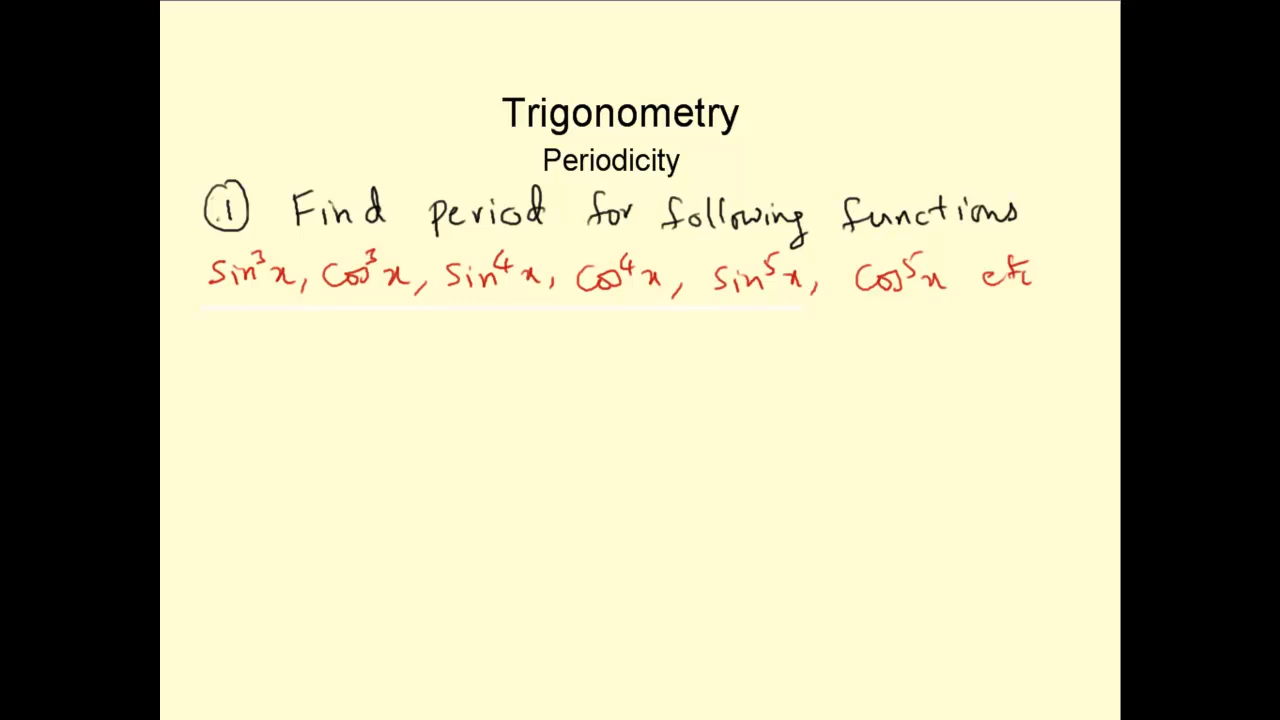 Trigonometry
Periodicity
① Find period for following functions
sin³x, cos³x, sin⁴x, cos⁴x, sin⁵x, cos⁵x etc